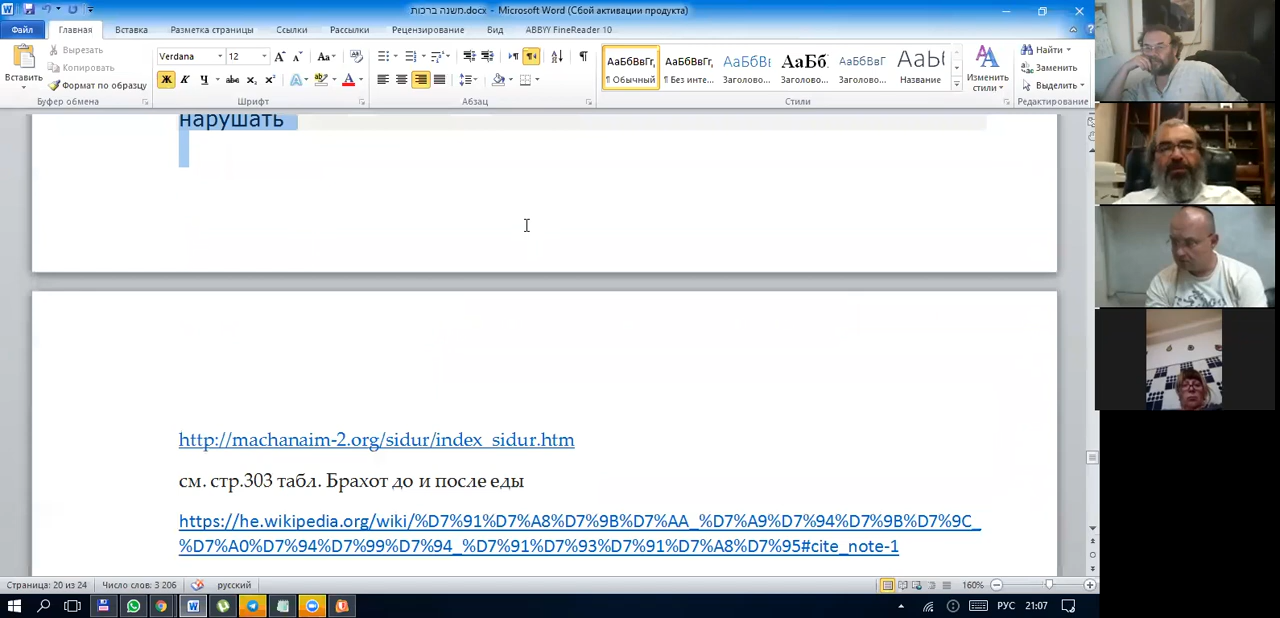 משנה ברכות.docx - Microsoft Word (Сбой активации продукта)
Файл Главная Вставка Разметка страницы Ссылки Рассылки Рецензирование Вид ABBYY FineReader 10
Вставить
Вырезать
Копировать
Формат по образцу
Буфер обмена
Verdana 12
Ж К Ч abc x₂ x²
Шрифт
Абзац
АаБбВвГг, АаБбВвГг, АаБбВі АаБб АаБбВвГ АаБ
¶ Обычный ¶ Без инте... Заголово... Заголово... Заголово... Название
Изменить стили
Стили
Найти
Заменить
Выделить
Редактирование
нарушать
http://machanaim-2.org/sidur/index_sidur.htm
см. стр.303 табл. Брахот до и после еды
https://he.wikipedia.org/wiki/%D7%91%D7%A8%D7%9B%D7%AA_%D7%A9%D7%94%D7%9B%D7%9C_
%D7%A0%D7%94%D7%99%D7%94_%D7%91%D7%93%D7%91%D7%A8%D7%95#cite_note-1
Страница: 20 из 24 Число слов: 3 206 русский 160%
РУС 21:07